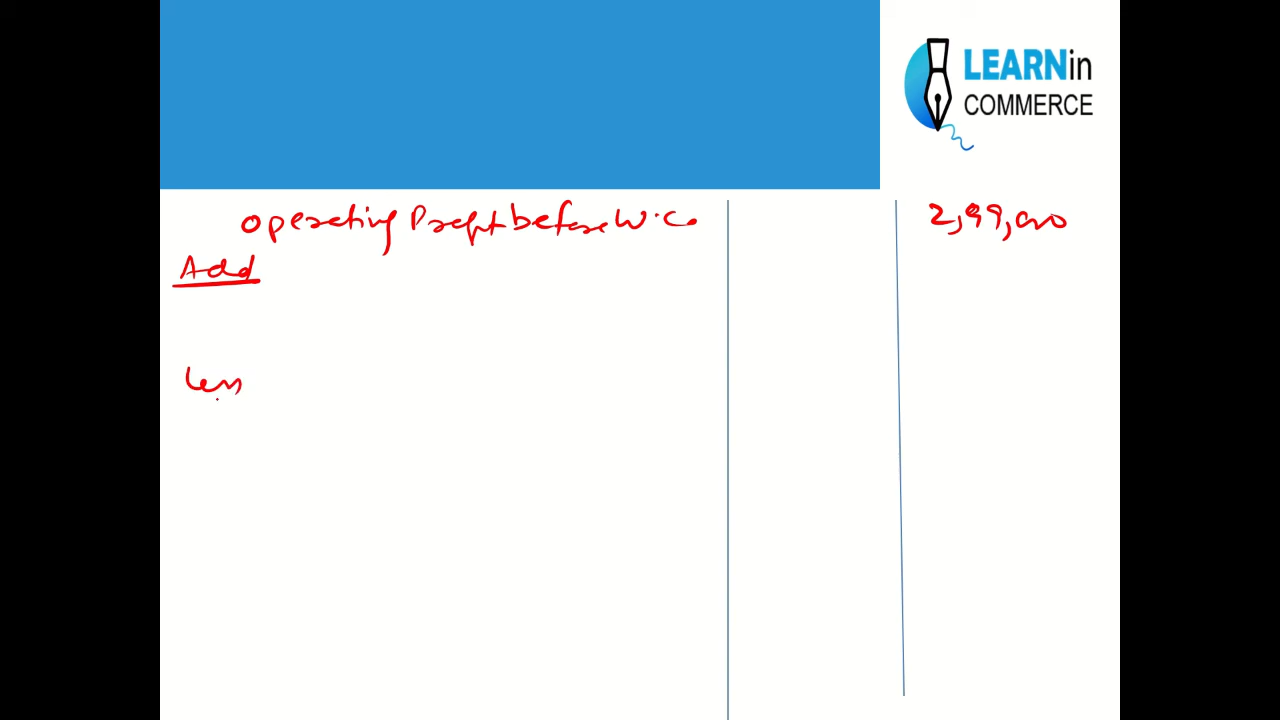 LEARNin
COMMERCE
Operating Profit before W.C. 2,99,000
Add
Less